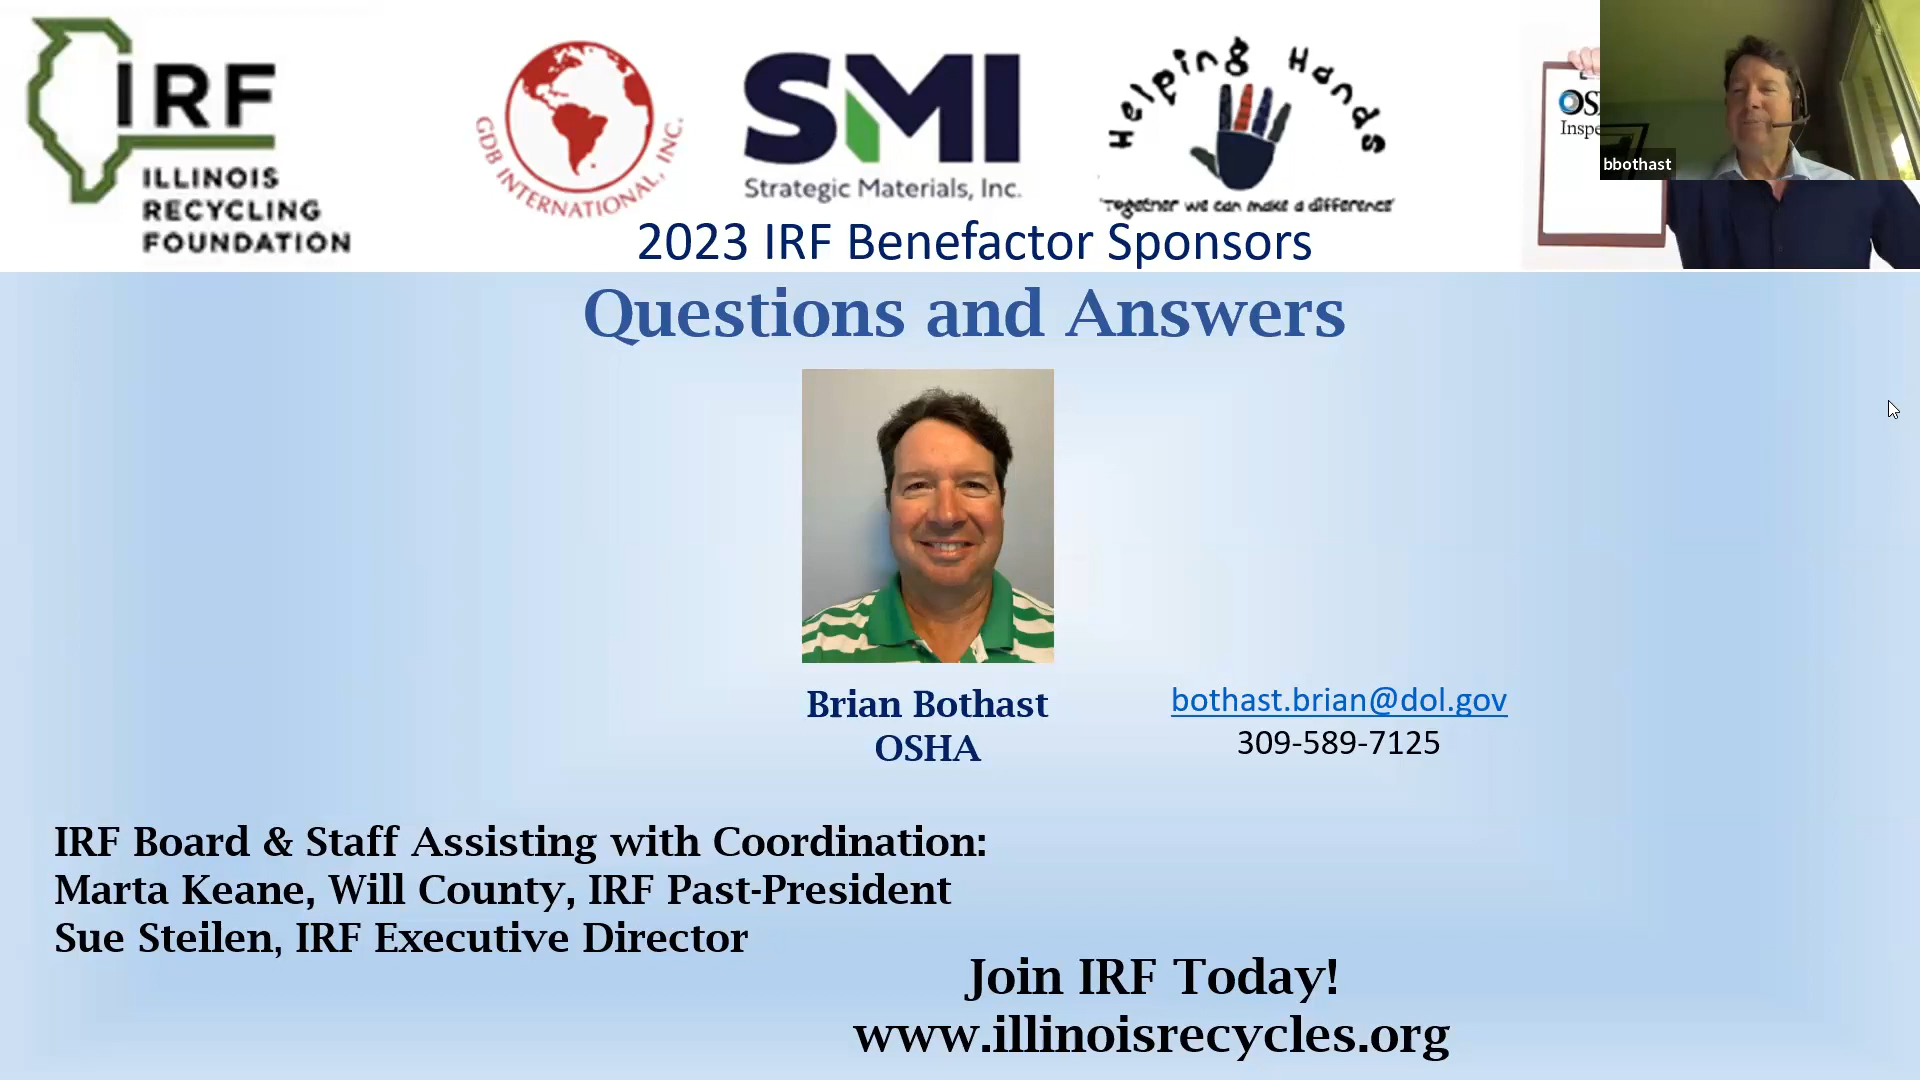 IRF
ILLINOIS
RECYCLING
FOUNDATION
GDB INTERNATIONAL, INC.
SMI
Strategic Materials, Inc.
Helping Hands
"Together we can make a difference"
2023 IRF Benefactor Sponsors
OS
Inspe
bbothast
Questions and Answers
Brian Bothast
OSHA
bothast.brian@dol.gov
309-589-7125
IRF Board & Staff Assisting with Coordination:
Marta Keane, Will County, IRF Past-President
Sue Steilen, IRF Executive Director
Join IRF Today!
www.illinoisrecycles.org